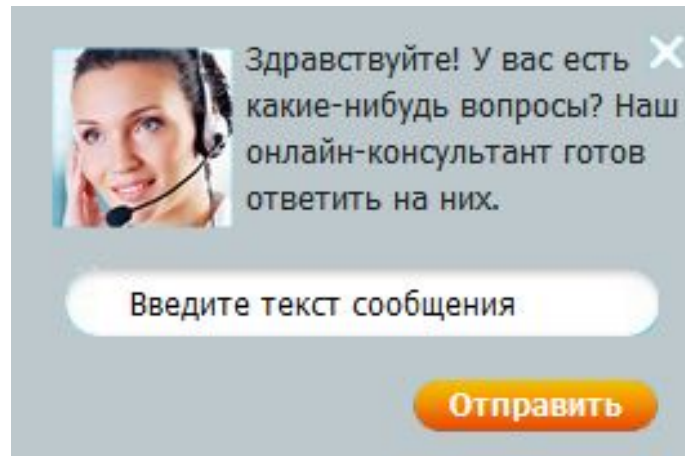 Здравствуйте! У вас есть
какие-нибудь вопросы? Наш
онлайн-консультант готов
ответить на них.
Введите текст сообщения
Отправить